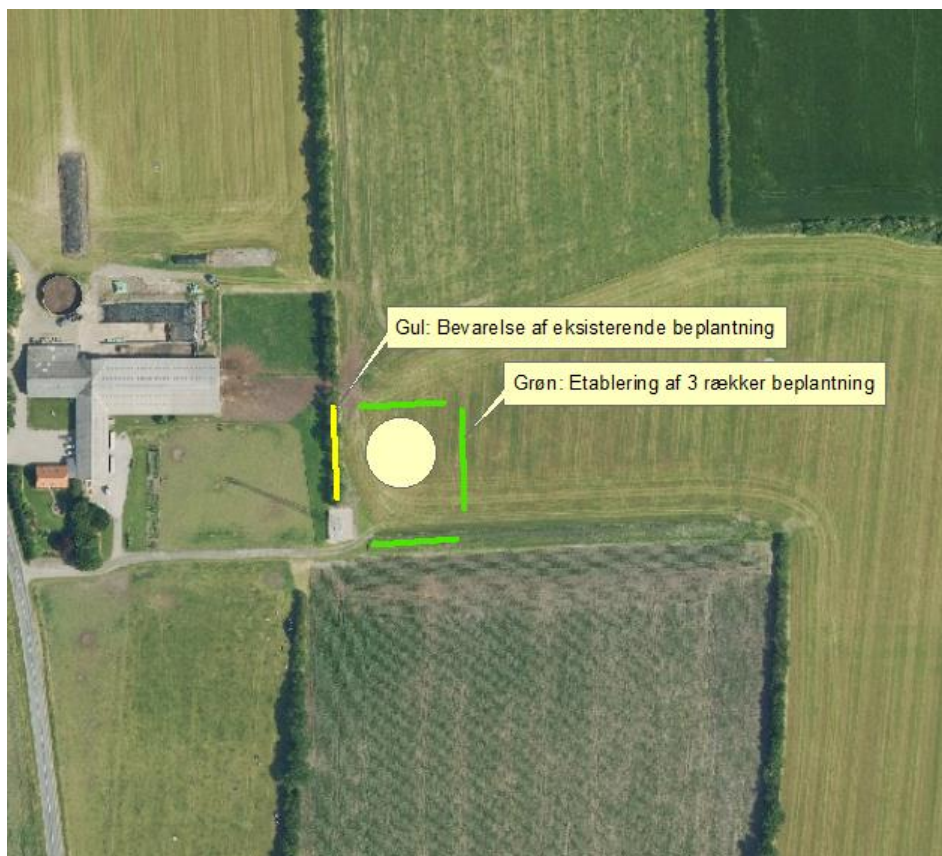 Gul: Bevarelse af eksisterende beplantning
Grøn: Etablering af 3 rækker beplantning